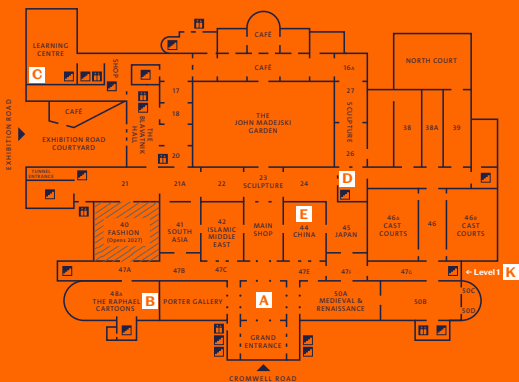 CAFÉ
LEARNING
CENTRE
C
SHOP
CAFÉ
16A
NORTH COURT
17
27
EXHIBITION ROAD
CAFÉ
THE
BLAVATNIK
HALL
18
THE
JOHN MADEJSKI
GARDEN
SCULPTURE
38
38A
39
EXHIBITION ROAD
COURTYARD
20
26
TUNNEL
ENTRANCE
21
21A
22
23
SCULPTURE
24
D
40
FASHION
[Opens 2027]
41
SOUTH
ASIA
42
ISLAMIC
MIDDLE
EAST
MAIN
SHOP
E
44
CHINA
45
JAPAN
46A
CAST
COURTS
46
46B
CAST
COURTS
47A
47B
47C
47E
47F
47G
←Level 1
K
48A
THE RAPHAEL
CARTOONS
B
PORTER GALLERY
A
50A
MEDIEVAL &
RENAISSANCE
50B
50C
50D
GRAND
ENTRANCE
CROMWELL ROAD